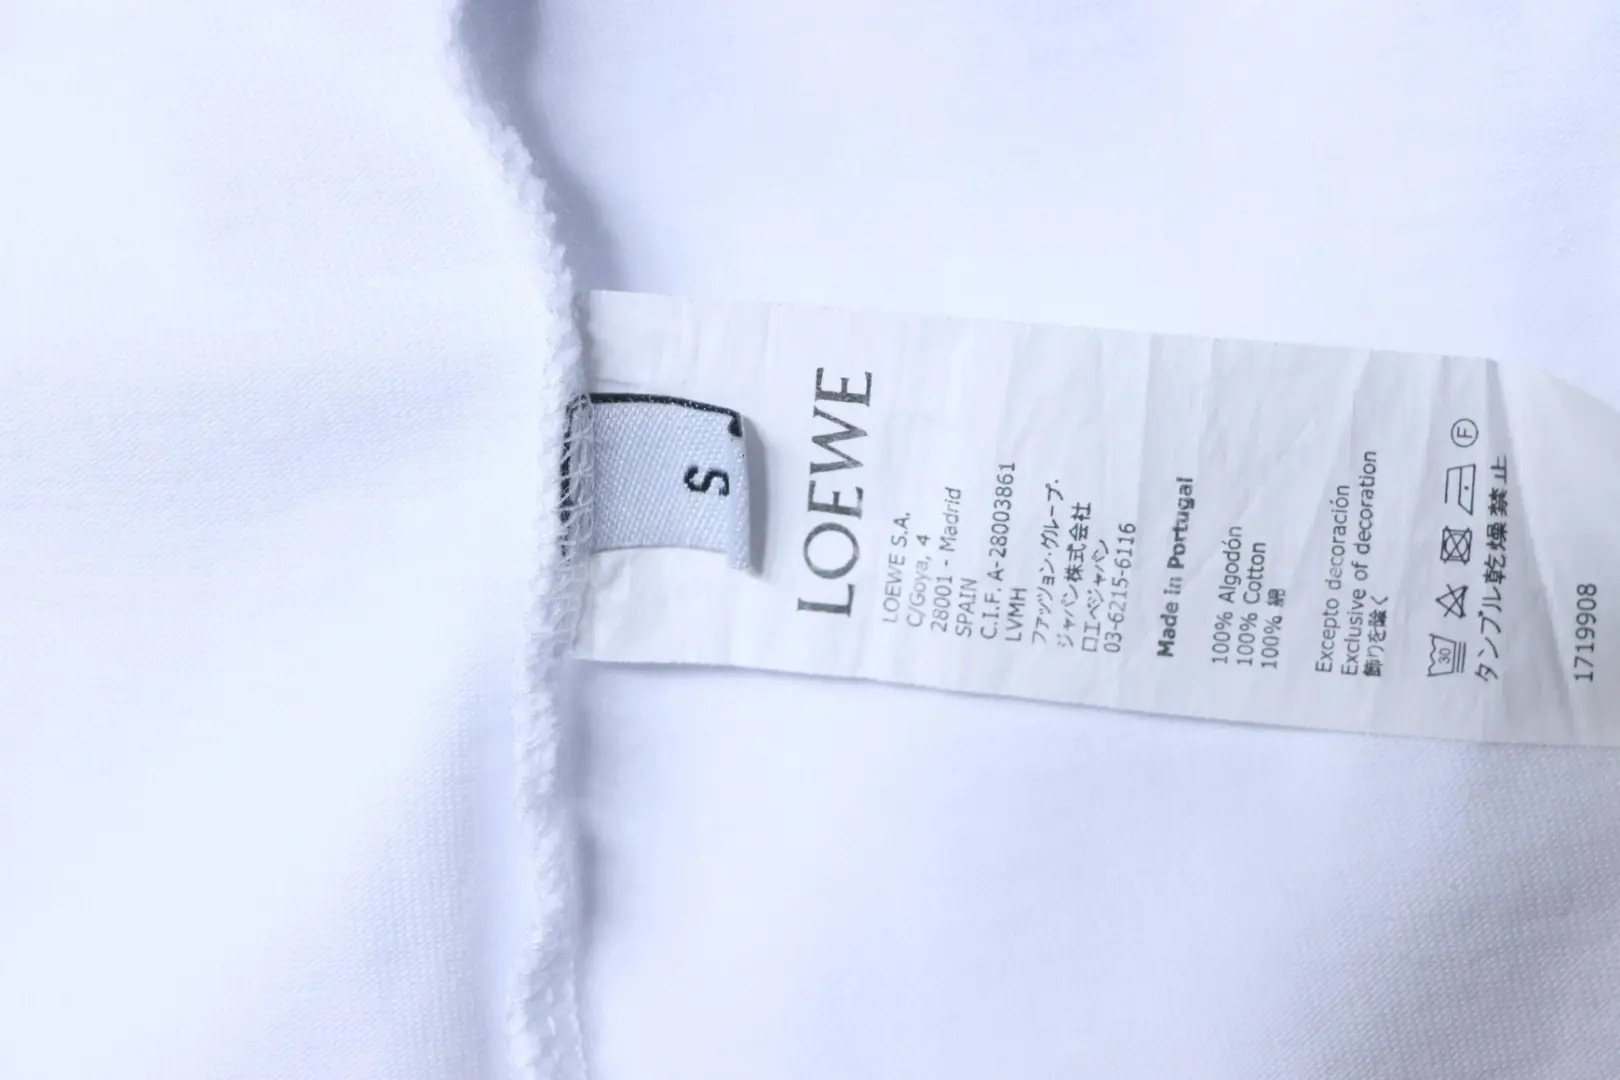 S
LOEWE
LOEWE S.A.
C/Goya, 4
28001 - Madrid
SPAIN
C.I.F. A-28003861
LVMH
ファッション・グループ・
ジャパン株式会社
ロエベジャパン
03-6215-6116
Made in Portugal
100% Algodón
100% Cotton
100% 綿
Excepto decoración
Exclusive of decoration
飾りを除く
30 F
タンブル乾燥禁止
1719908